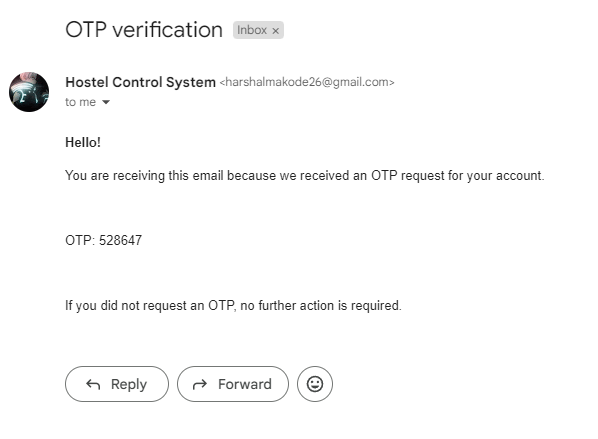 OTP verification Inbox ×
Hostel Control System <harshalmakode26@gmail.com>
to me
Hello!
You are receiving this email because we received an OTP request for your account.
OTP: 528647
If you did not request an OTP, no further action is required.
Reply Forward